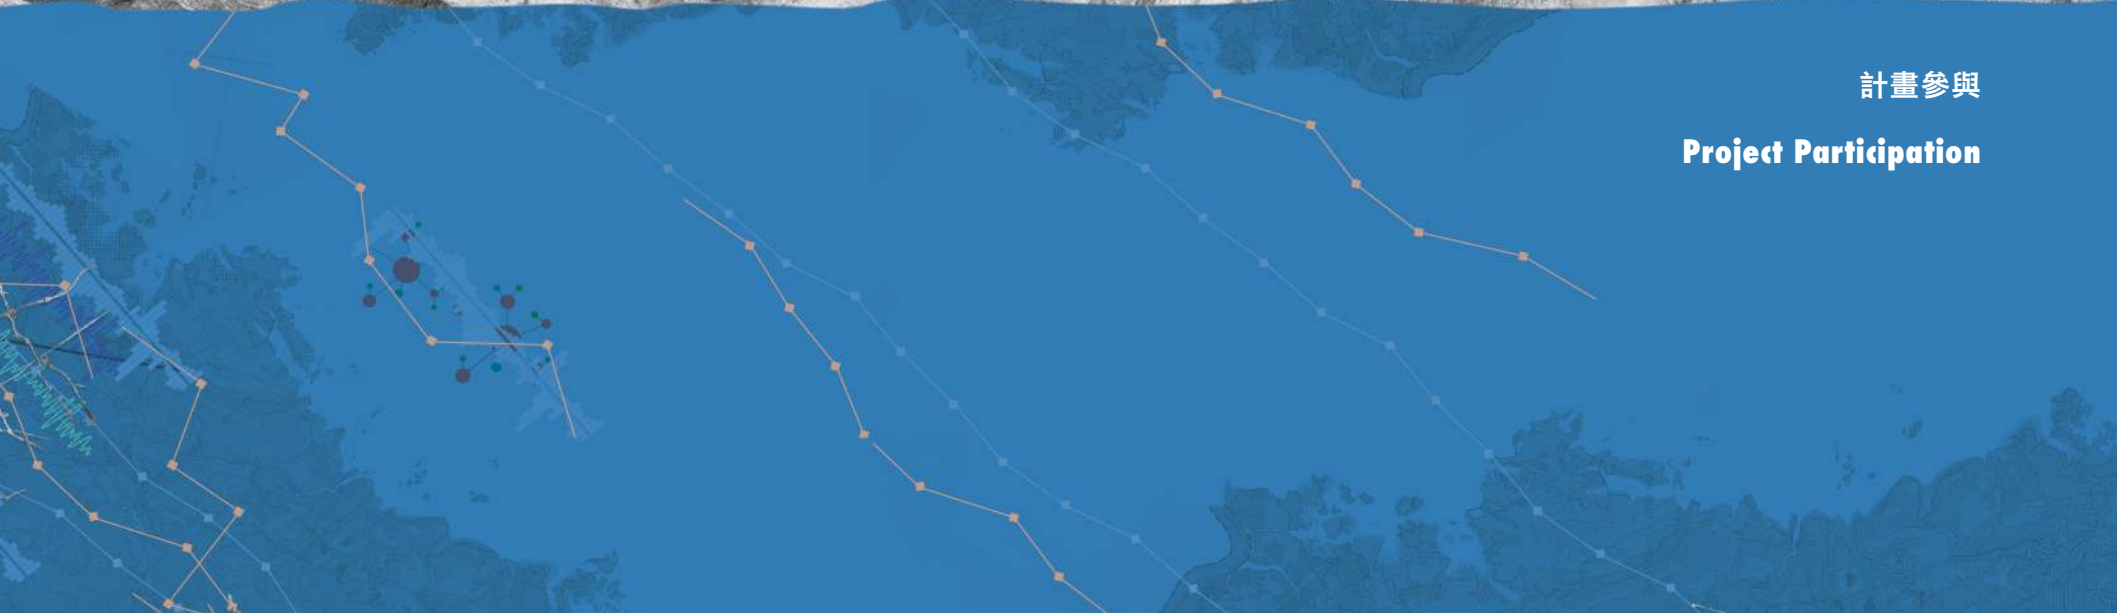 計畫參與
Project Participation